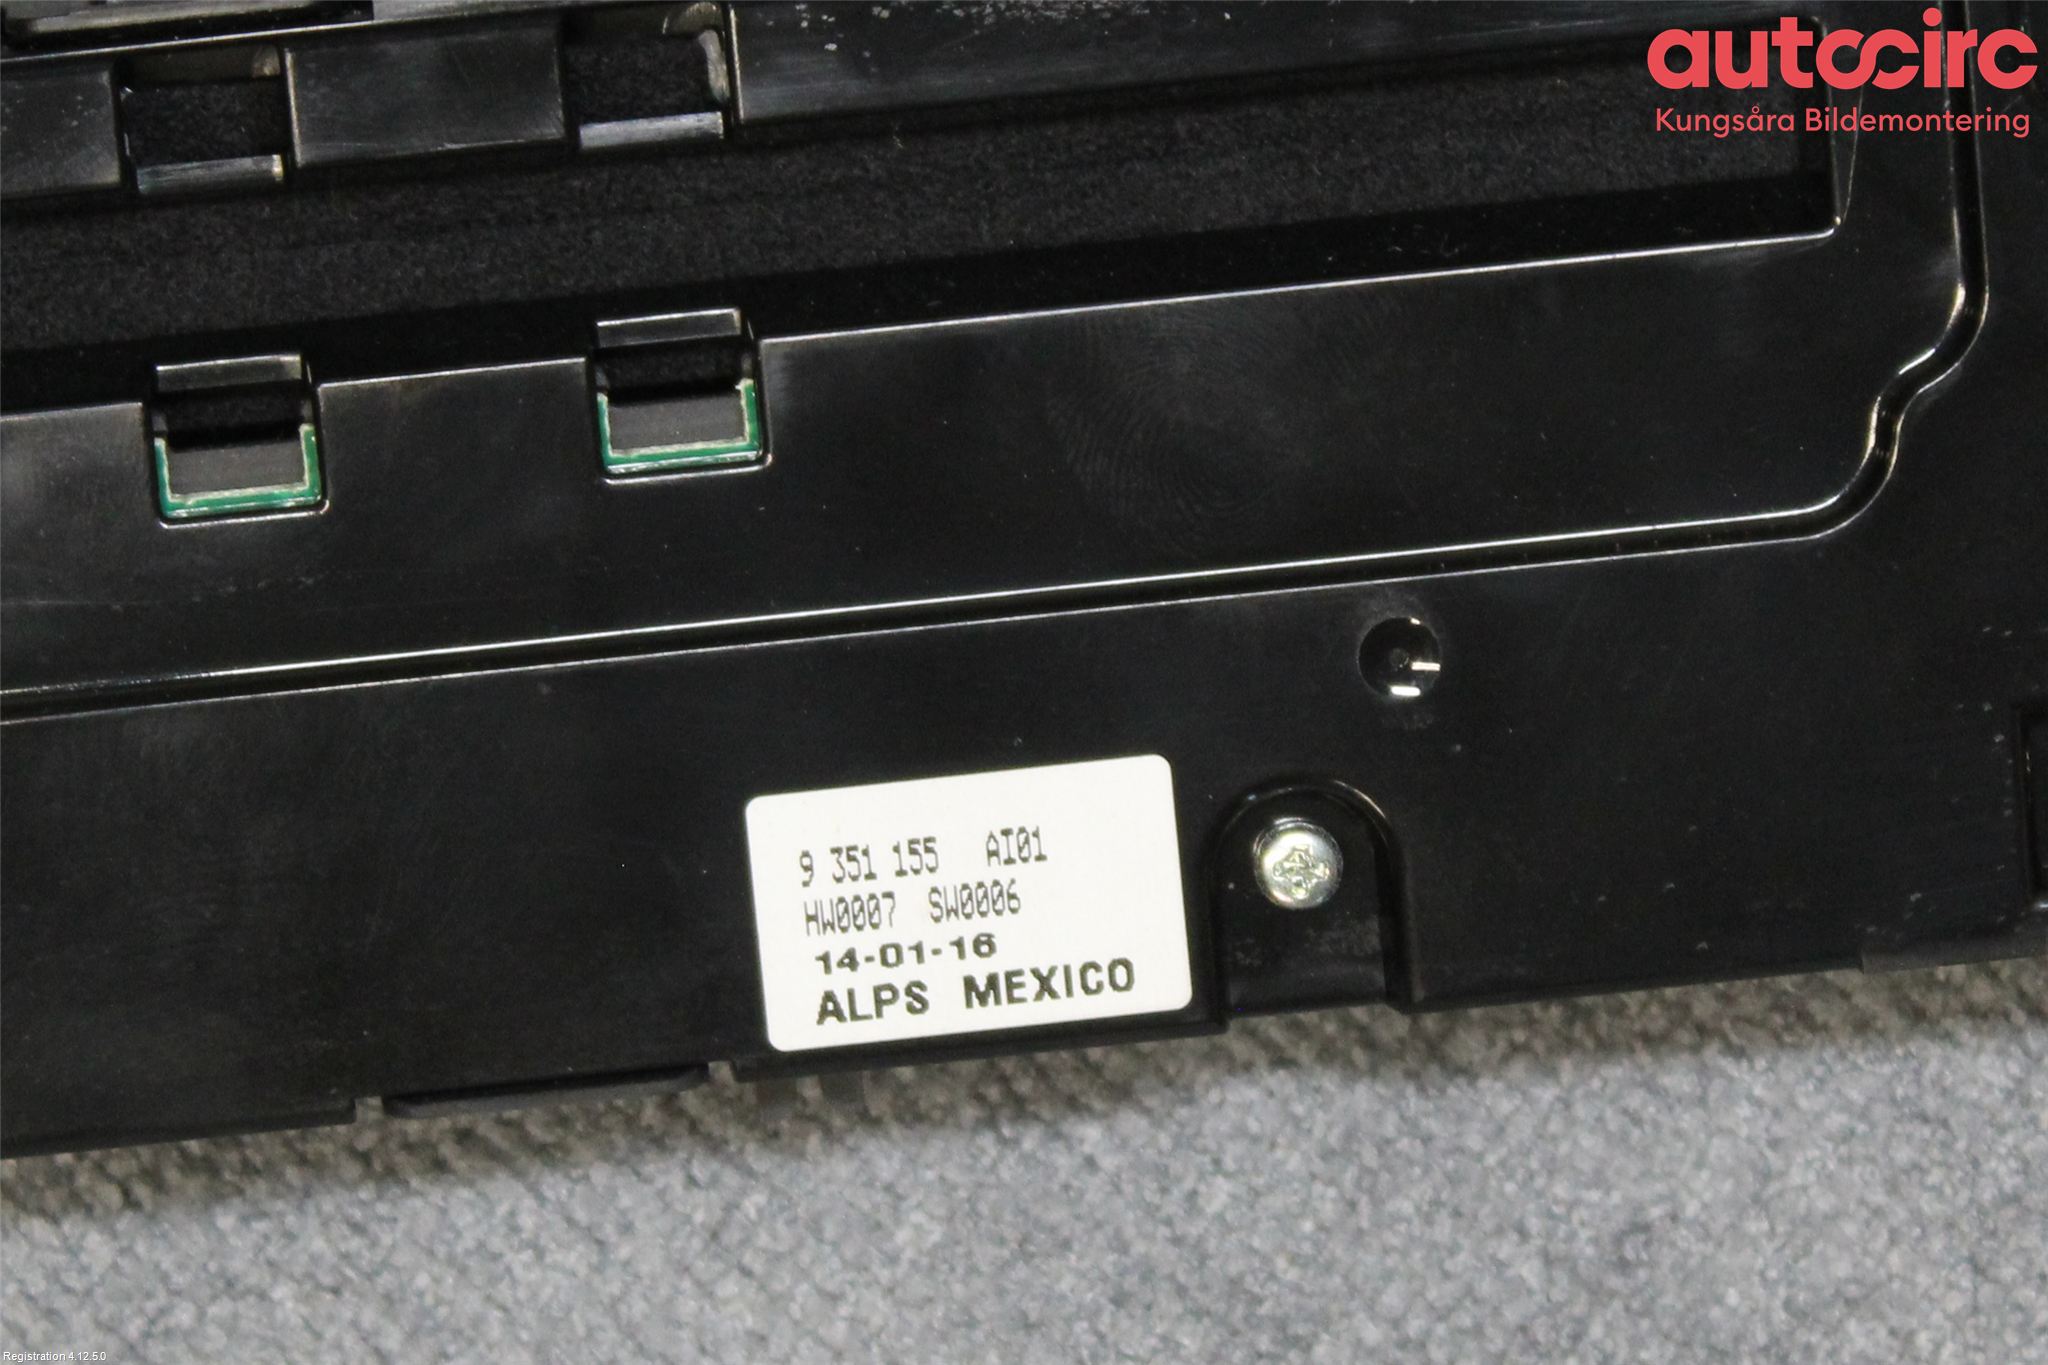 autocirc
Kungsåra Bildemontering
9 351 155 AI01
HW0007 SW0006
14-01-16
ALPS MEXICO
Registration 4.12.5.0